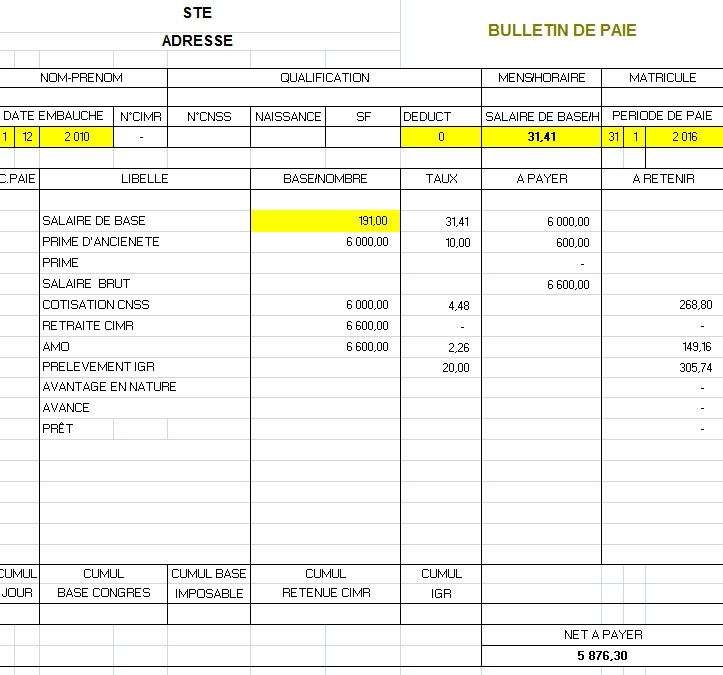 STE
ADRESSE
BULLETIN DE PAIE
NOM-PRENOM QUALIFICATION MENS/HORAIRE MATRICULE
DATE EMBAUCHE N°CIMR N°CNSS NAISSANCE SF DEDUCT SALAIRE DE BASE/H PERIODE DE PAIE
1 12 2 010 - 0 31,41 31 1 2 016
C.PAIE LIBELLE BASE/NOMBRE TAUX A PAYER A RETENIR
SALAIRE DE BASE 191,00 31,41 6 000,00
PRIME D'ANCIENETE 6 000,00 10,00 600,00
PRIME -
SALAIRE BRUT 6 600,00
COTISATION CNSS 6 000,00 4,48 268,80
RETRAITE CIMR 6 600,00 - -
AMO 6 600,00 2,26 149,16
PRELEVEMENT IGR 20,00 305,74
AVANTAGE EN NATURE -
AVANCE -
PRÊT -
CUMUL CUMUL CUMUL BASE CUMUL CUMUL
JOUR BASE CONGRES IMPOSABLE RETENUE CIMR IGR
NET A PAYER
5 876,30